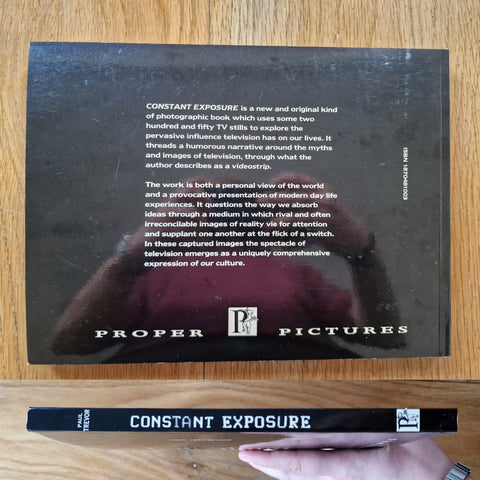 CONSTANT EXPOSURE is a new and original kind
of photographic book which uses some two
hundred and fifty TV stills to explore the
pervasive influence television has on our lives. It
threads a humorous narrative around the myths
and images of television, through what the
author describes as a videostrip.
The work is both a personal view of the world
and a provocative presentation of modern day life
experiences. It questions the way we absorb
ideas through a medium in which rival and often
irreconcilable images of reality vie for attention
and supplant one another at the flick of a switch.
In these captured images the spectacle of
television emerges as a uniquely comprehensive
expression of our culture.
ISBN 1870481003
PROPER P PICTURES
PAUL
TREVOR
CONSTANT EXPOSURE
P